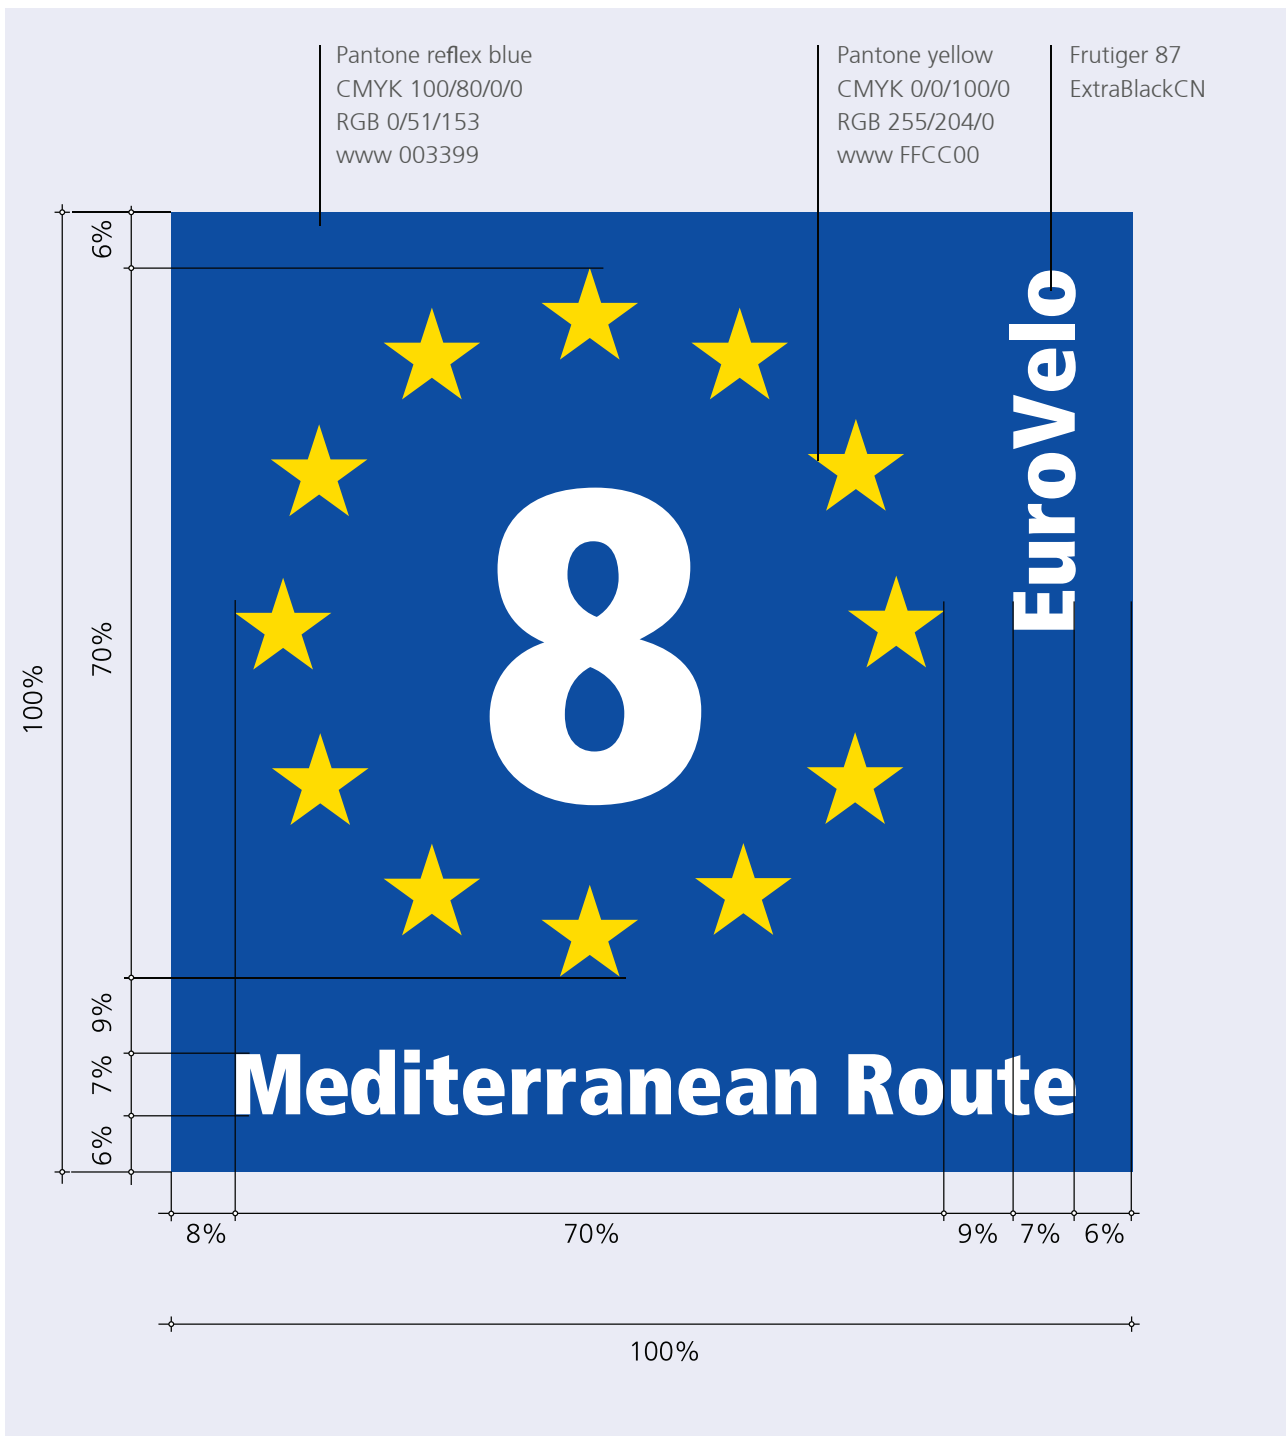 Pantone reflex blue
CMYK 100/80/0/0
RGB 0/51/153
www 003399
Pantone yellow
CMYK 0/0/100/0
RGB 255/204/0
www FFCC00
Frutiger 87
ExtraBlackCN
6%
70%
100%
9%
7%
6%
EuroVelo
8
Mediterranean Route
8%
70%
9%
7%
6%
100%